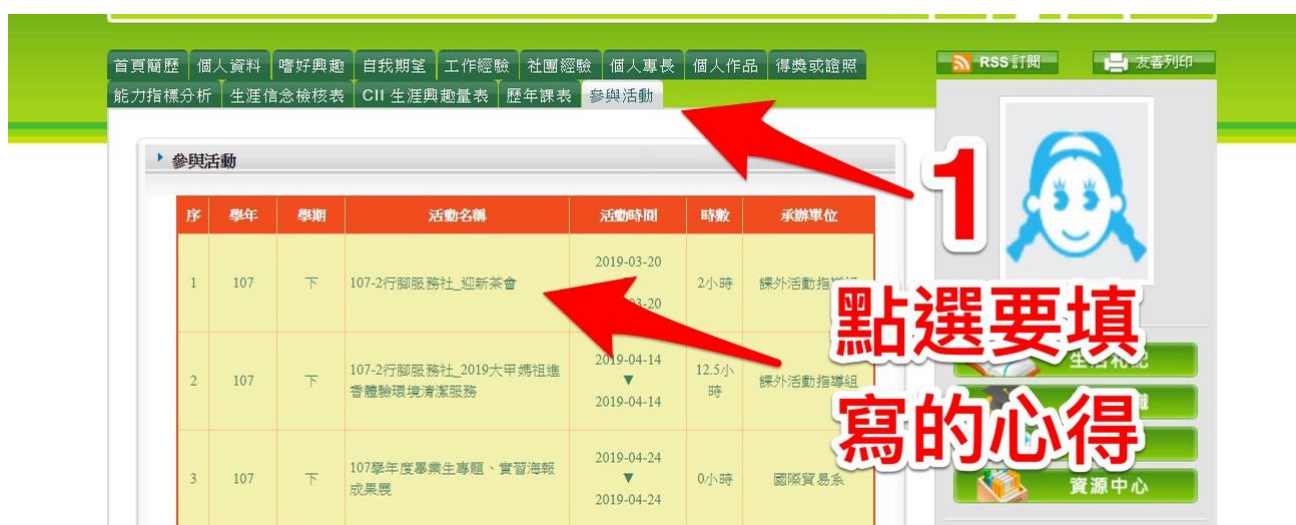 首頁簡歷 個人資料 嗜好興趣 自我期望 工作經驗 社團經驗 個人專長 個人作品 得獎或證照
RSS 訂閱 友善列印
能力指標分析 生涯信念檢核表 CII 生涯興趣量表 歷年課表 參與活動
參與活動
1
序 學年 學期 活動名稱 活動時間 時數 承辦單位
2019-03-20
1 107 下 107-2行腳服務社_迎新茶會 2小時 課外活動指導組
03-20
點選要填
寫的心得
2019-04-14
2 107 下 107-2行腳服務社_2019大甲媽祖進香體驗環境清潔服務 ▼ 12.5小時 課外活動指導組
2019-04-14
2019-04-24
3 107 下 107學年度畢業生專題、實習海報成果展 ▼ 0小時 國際貿易系
2019-04-24
資源中心